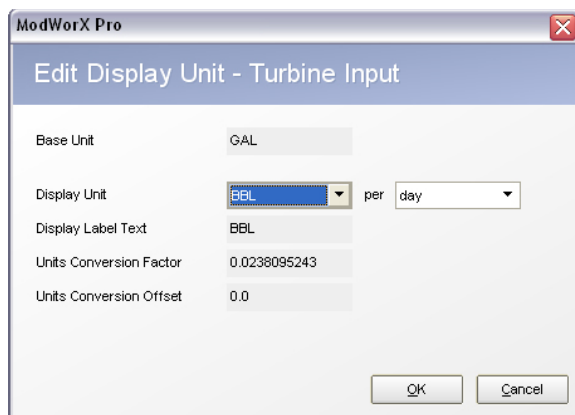 ModWorX Pro
Edit Display Unit - Turbine Input
Base Unit GAL
Display Unit BBL per day
Display Label Text BBL
Units Conversion Factor 0.0238095243
Units Conversion Offset 0.0
OK Cancel